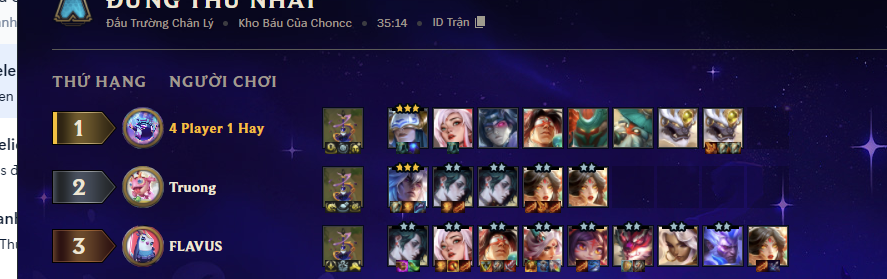 ĐỨNG THỨ NHẤT
Đấu Trường Chân Lý • Kho Báu Của Choncc • 35:14 • ID Trận
THỨ HẠNG NGƯỜI CHƠI
1 4 Player 1 Hay
2 Truong
3 FLAVUS